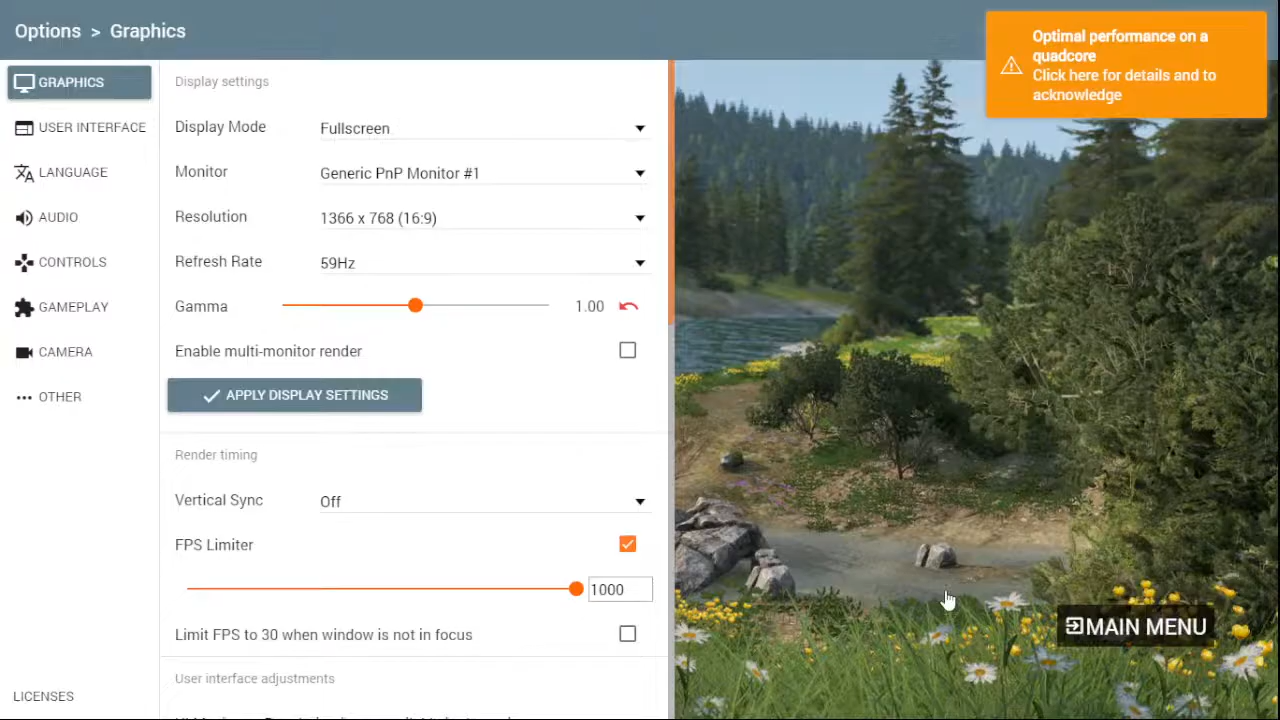 Options > Graphics
Optimal performance on a
quadcore
Click here for details and to
acknowledge
GRAPHICS
USER INTERFACE
LANGUAGE
AUDIO
CONTROLS
GAMEPLAY
CAMERA
OTHER
LICENSES
Display settings
Display Mode Fullscreen
Monitor Generic PnP Monitor #1
Resolution 1366 x 768 (16:9)
Refresh Rate 59Hz
Gamma 1.00
Enable multi-monitor render
APPLY DISPLAY SETTINGS
Render timing
Vertical Sync Off
FPS Limiter
1000
Limit FPS to 30 when window is not in focus
User interface adjustments
MAIN MENU